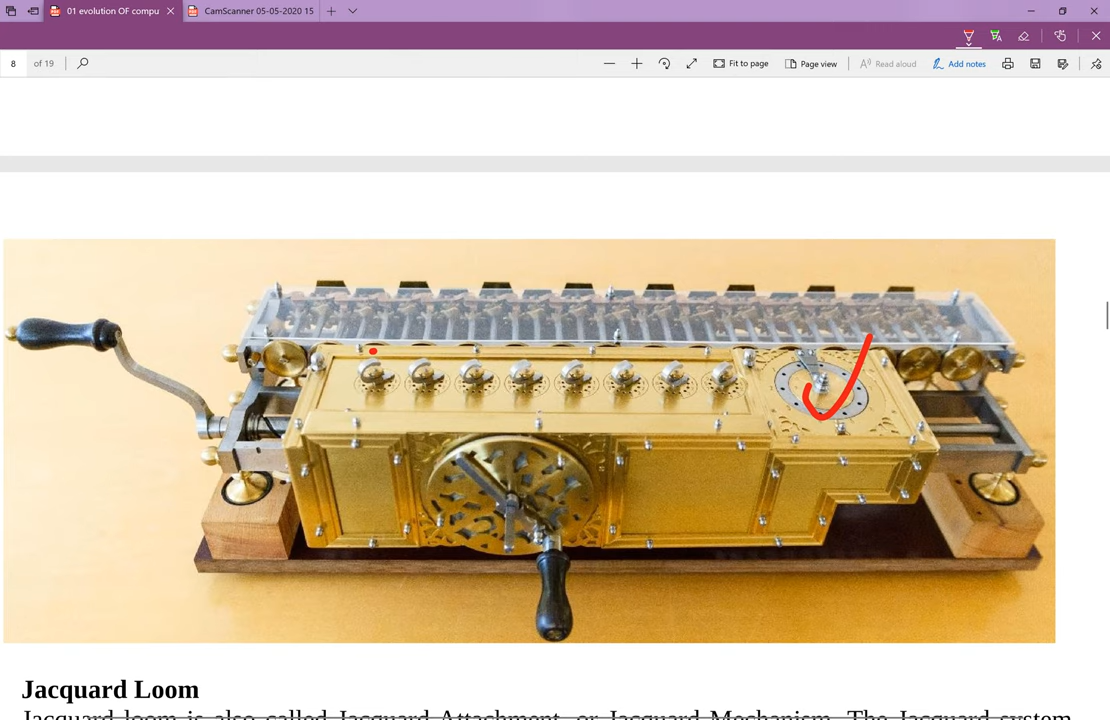 01 evolution OF compu
CamScanner 05-05-2020 15
8 of 19
Fit to page
Page view
Read aloud
Add notes
Jacquard Loom
Jacquard loom is also called Jacquard Attachment or Jacquard Mechanism. The Jacquard system